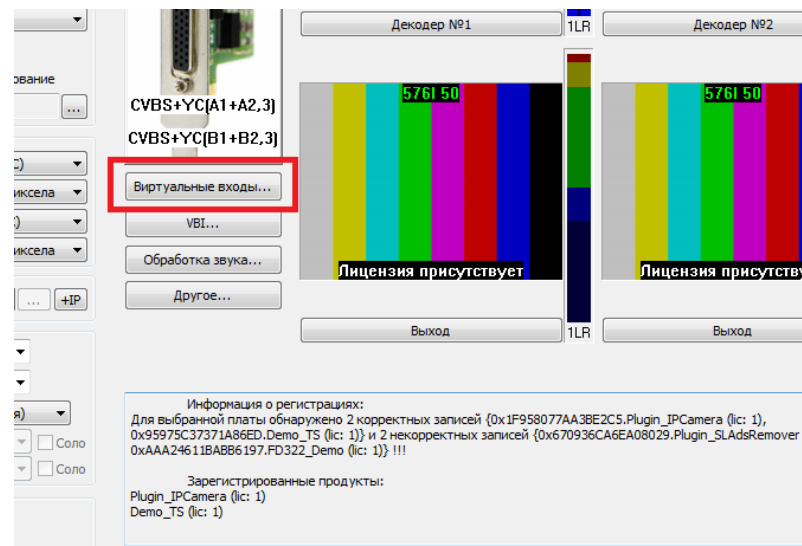 Декодер №1
1LR
Декодер №2
ование
...
CVBS+YC(A1+A2,3)
CVBS+YC(B1+B2,3)
576I 50
576I 50
Виртуальные входы...
иксела
VBI...
иксела
Обработка звука...
Лицензия присутствует
Лицензия присутств
... +IP
Другое...
Выход
1LR
Выход
я)
Соло
Соло
Информация о регистрациях:
Для выбранной платы обнаружено 2 корректных записей {0x1F958077AA3BE2C5.Plugin_IPCamera (lic: 1),
0x95975C37371A86ED.Demo_TS (lic: 1)} и 2 некорректных записей {0x670936CA6EA08029.Plugin_SLAdsRemover
0xAAA24611BABB6197.FD322_Demo (lic: 1)} !!!
Зарегистрированные продукты:
Plugin_IPCamera (lic: 1)
Demo_TS (lic: 1)